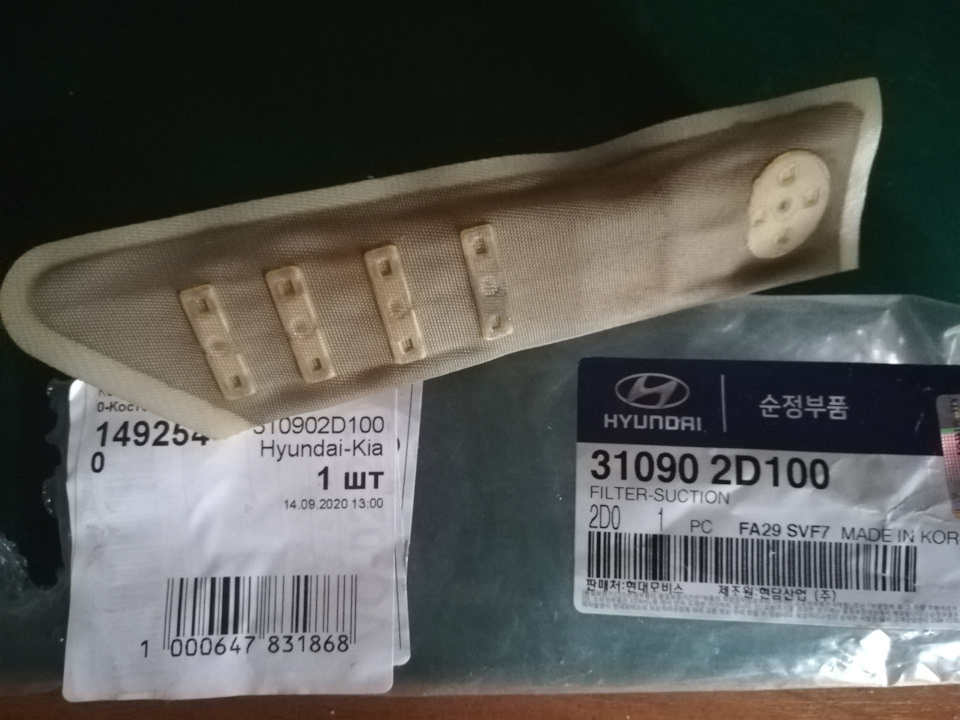 0-Косто
149254
0
310902D100
Hyundai-Kia
1 шт
14.09.2020 13:00
1 000647 831868
HYUNDAI
순정부품
31090 2D100
FILTER-SUCTION
2D0 1 PC FA29 SVF7 MADE IN KOR
판매처:현대모비스 제조원:현담산업 (주)